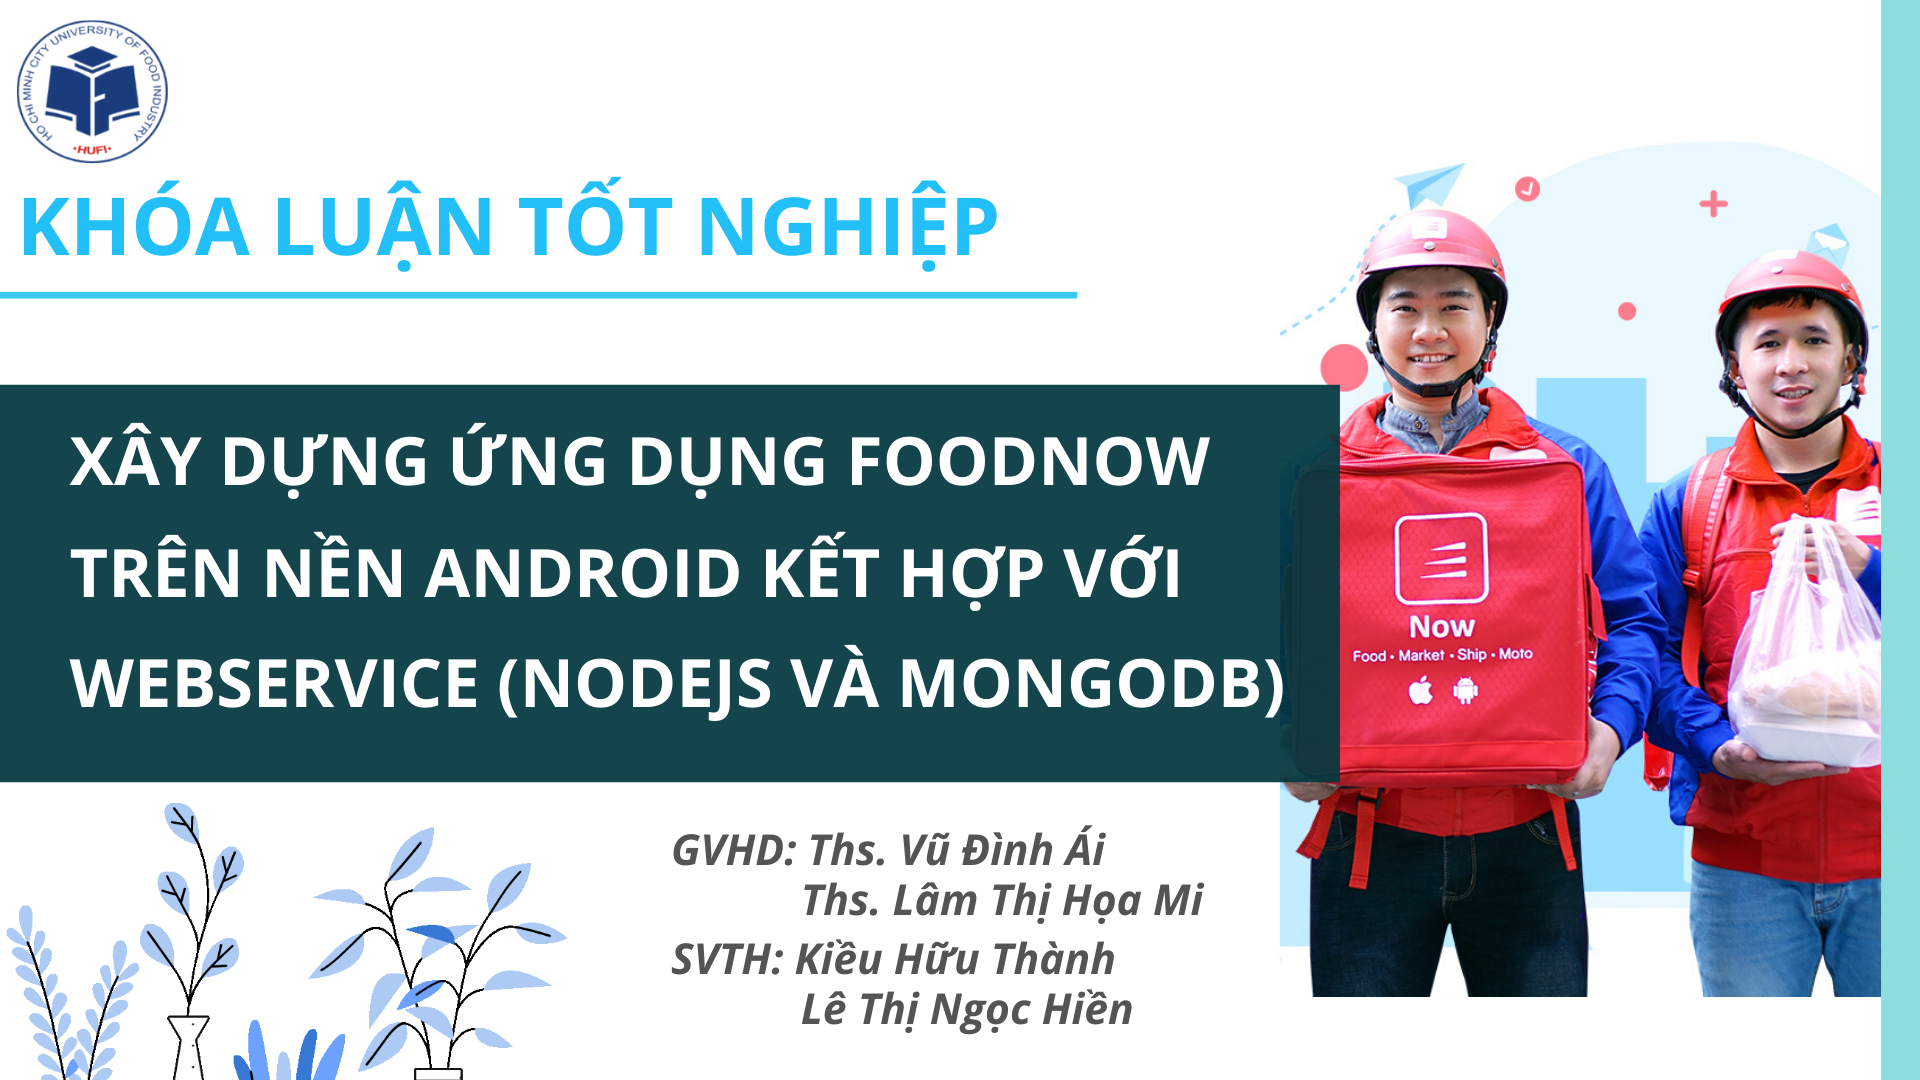 HO CHI MINH CITY UNIVERSITY OF FOOD INDUSTRY
•HUFI•
KHÓA LUẬN TỐT NGHIỆP
XÂY DỰNG ỨNG DỤNG FOODNOW
TRÊN NỀN ANDROID KẾT HỢP VỚI
WEBSERVICE (NODEJS VÀ MONGODB)
Now
Food • Market • Ship • Moto
GVHD: Ths. Vũ Đình Ái
Ths. Lâm Thị Họa Mi
SVTH: Kiều Hữu Thành
Lê Thị Ngọc Hiền